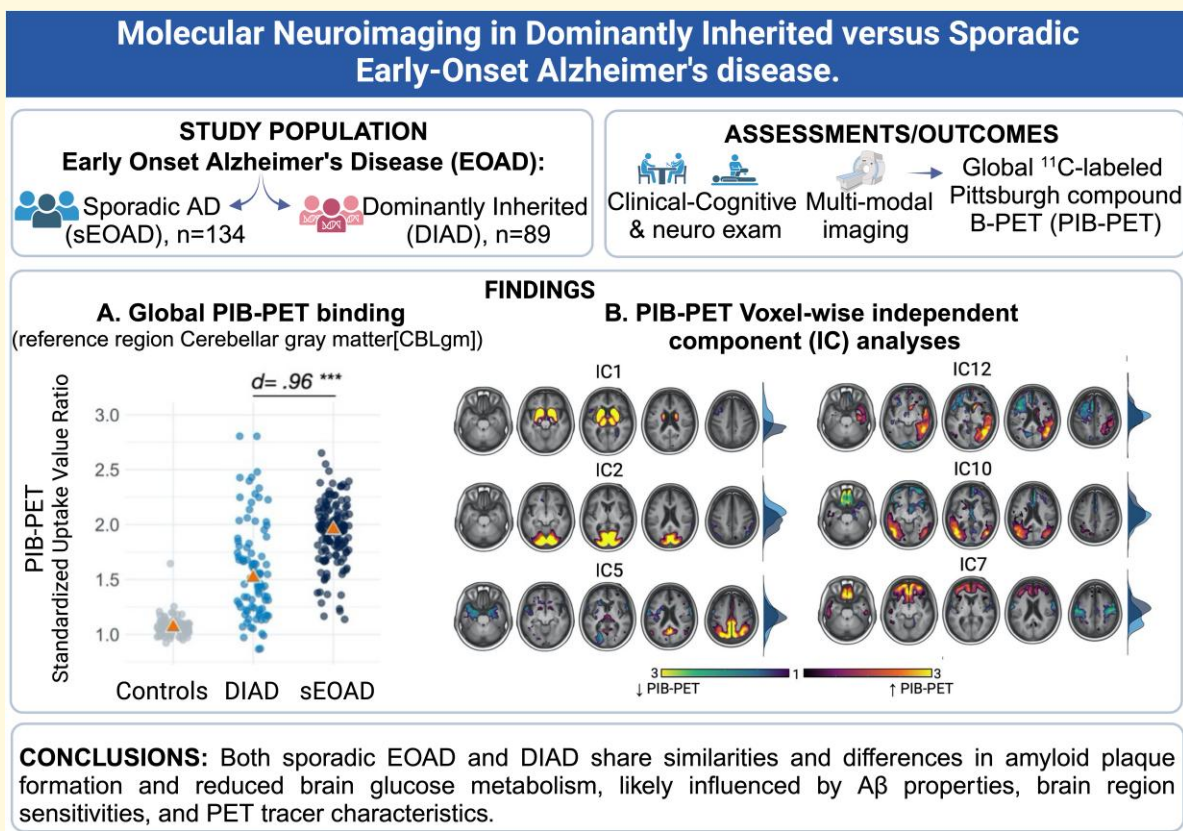 Molecular Neuroimaging in Dominantly Inherited versus Sporadic
Early-Onset Alzheimer's disease.
STUDY POPULATION
Early Onset Alzheimer's Disease (EOAD):
Sporadic AD
(sEOAD), n=134
Dominantly Inherited
(DIAD), n=89
ASSESSMENTS/OUTCOMES
Clinical-Cognitive
& neuro exam
Multi-modal
imaging
Global ¹¹C-labeled
Pittsburgh compound
B-PET (PIB-PET)
FINDINGS
A. Global PIB-PET binding
(reference region Cerebellar gray matter[CBLgm])
d= .96 ***
PIB-PET
Standardized Uptake Value Ratio
3.0
2.5
2.0
1.5
1.0
Controls
DIAD
sEOAD
B. PIB-PET Voxel-wise independent
component (IC) analyses
IC1
IC12
IC2
IC10
IC5
IC7
3
1
3
↓ PIB-PET
↑ PIB-PET
CONCLUSIONS: Both sporadic EOAD and DIAD share similarities and differences in amyloid plaque
formation and reduced brain glucose metabolism, likely influenced by Aβ properties, brain region
sensitivities, and PET tracer characteristics.